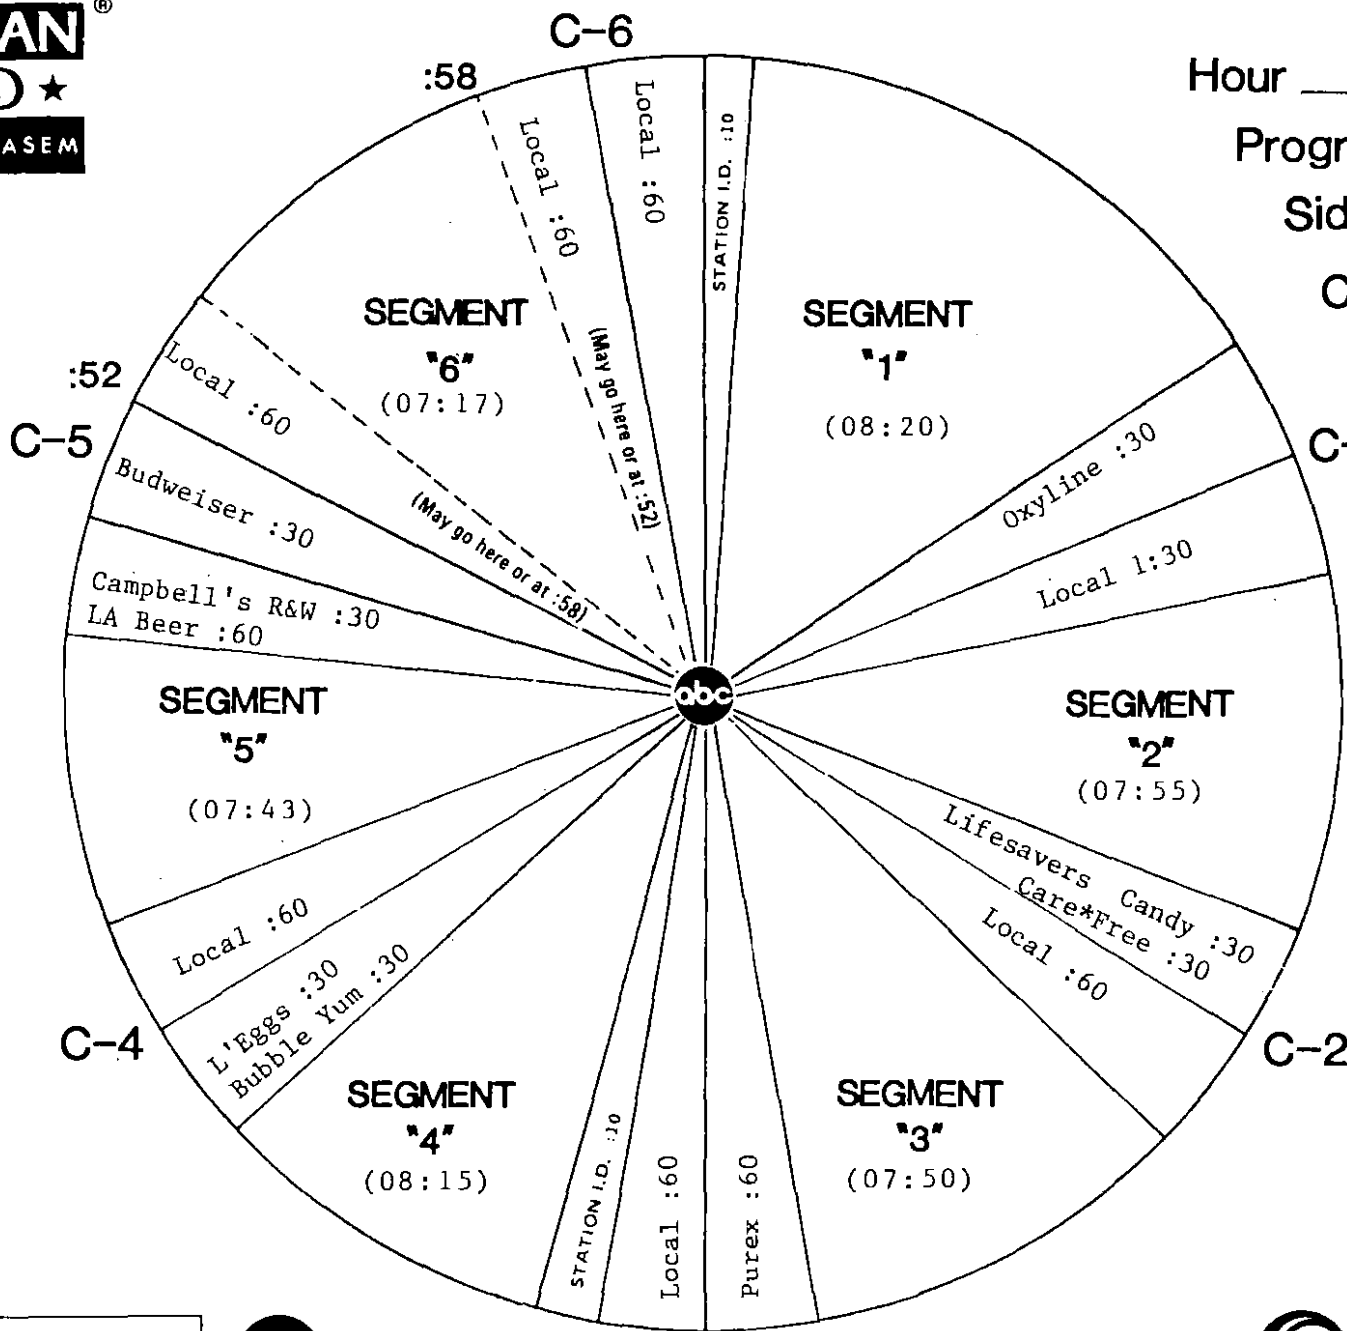 AN ®
★
ASEM
Hour
C-6
:58
Local :60
(May go here or at :52)
Local :60
STATION I.D. :10
SEGMENT
"1"
(08:20)
Oxyline :30
Local 1:30
SEGMENT
"2"
(07:55)
Lifesavers Candy :30
Care*Free :30
C-2
Local :60
SEGMENT
"3"
(07:50)
Purex :60
Local :60
STATION I.D. :10
SEGMENT
"4"
(08:15)
L'Eggs :30
Bubble Yum :30
C-4
Local :60
SEGMENT
"5"
(07:43)
LA Beer :60
Campbell's R&W :30
Budweiser :30
C-5
:52
Local :60
(May go here or at :58)
SEGMENT
"6"
(07:17)
abc